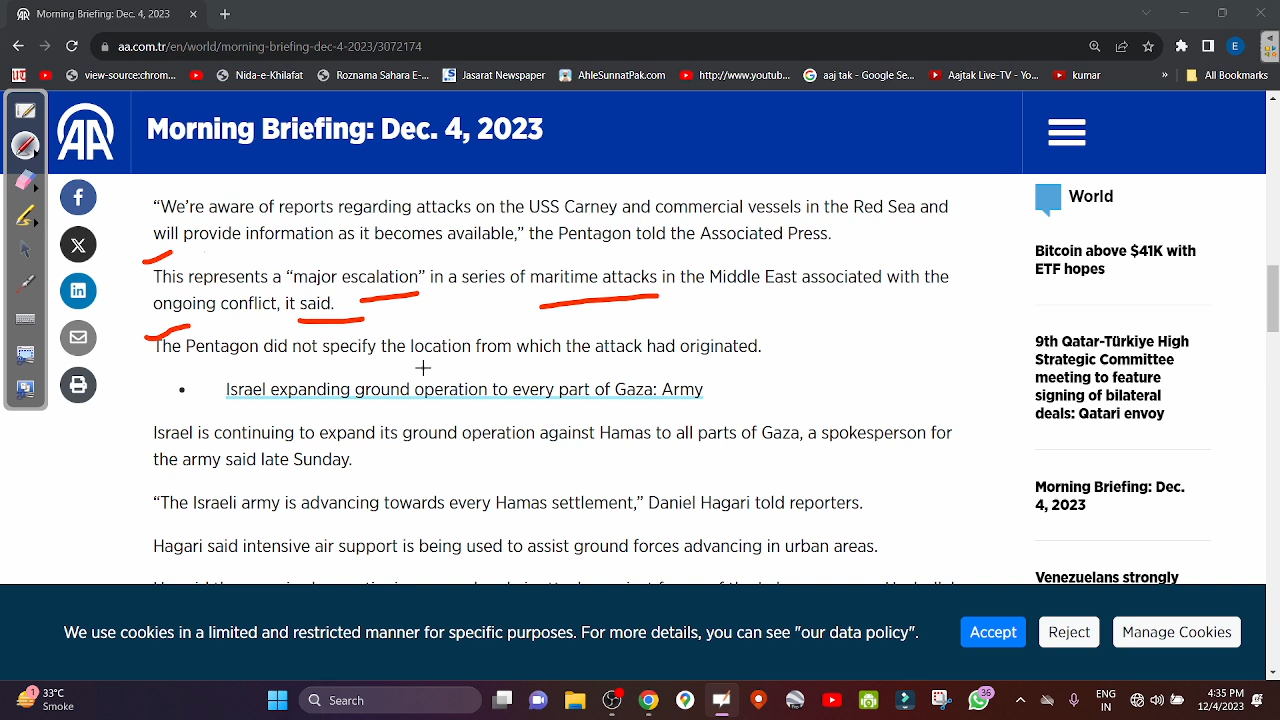 Morning Briefing: Dec. 4, 2023
aa.com.tr/en/world/morning-briefing-dec-4-2023/3072174
E
view-source:chrom...
Nida-e-Khilafat
Roznama Sahara E-...
Jasarat Newspaper
AhleSunnatPak.com
http://www.youtub...
aaj tak - Google Se...
Aajtak Live-TV - Yo...
kumar
»
All Bookmarks
AA
Morning Briefing: Dec. 4, 2023
“We’re aware of reports regarding attacks on the USS Carney and commercial vessels in the Red Sea and
will provide information as it becomes available,” the Pentagon told the Associated Press.
This represents a “major escalation” in a series of maritime attacks in the Middle East associated with the
ongoing conflict, it said.
The Pentagon did not specify the location from which the attack had originated.
• Israel expanding ground operation to every part of Gaza: Army
Israel is continuing to expand its ground operation against Hamas to all parts of Gaza, a spokesperson for
the army said late Sunday.
“The Israeli army is advancing towards every Hamas settlement,” Daniel Hagari told reporters.
Hagari said intensive air support is being used to assist ground forces advancing in urban areas.
World
Bitcoin above $41K with
ETF hopes
9th Qatar-Türkiye High
Strategic Committee
meeting to feature
signing of bilateral
deals: Qatari envoy
Morning Briefing: Dec.
4, 2023
Venezuelans strongly
We use cookies in a limited and restricted manner for specific purposes. For more details, you can see "our data policy".
Accept
Reject
Manage Cookies
1
33°C
Smoke
Search
36
ENG
IN
4:35 PM
12/4/2023